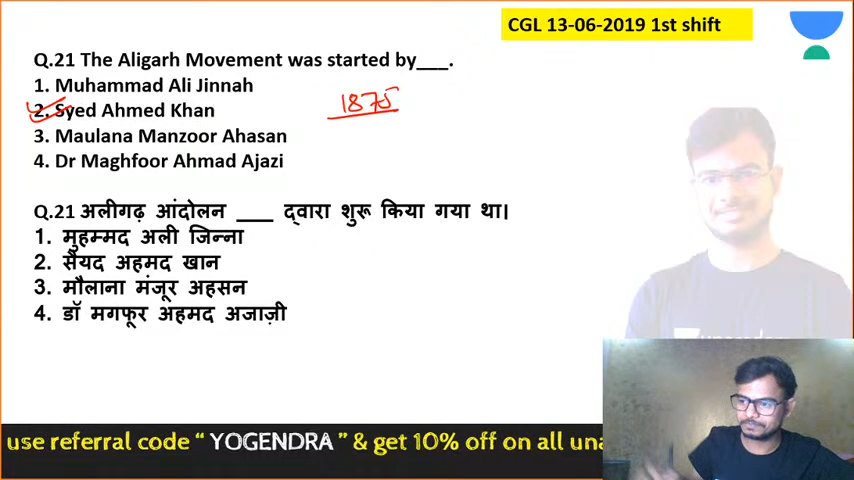 CGL 13-06-2019 1st shift
Q.21 The Aligarh Movement was started by___.
1. Muhammad Ali Jinnah
2. Syed Ahmed Khan
1875
3. Maulana Manzoor Ahasan
4. Dr Maghfoor Ahmad Ajazi
Q.21 अलीगढ़ आंदोलन ___ द्वारा शुरू किया गया था।
1. मुहम्मद अली जिन्ना
2. सैयद अहमद खान
3. मौलाना मंजूर अहसन
4. डॉ मगफूर अहमद अजाज़ी
use referral code “ YOGENDRA ” & get 10% off on all una